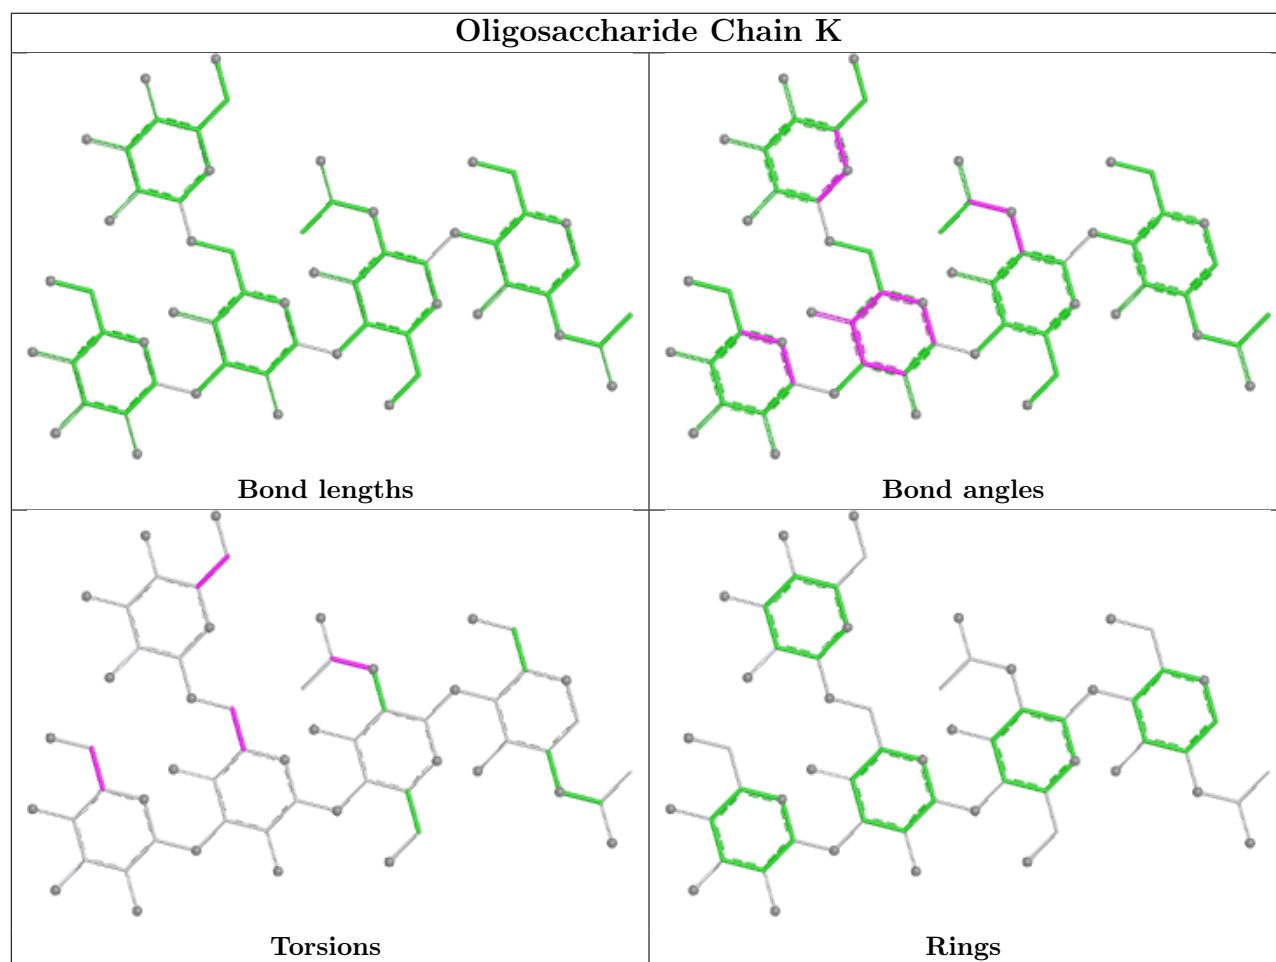 Oligosaccharide Chain K
Bond lengths
Bond angles
Torsions
Rings